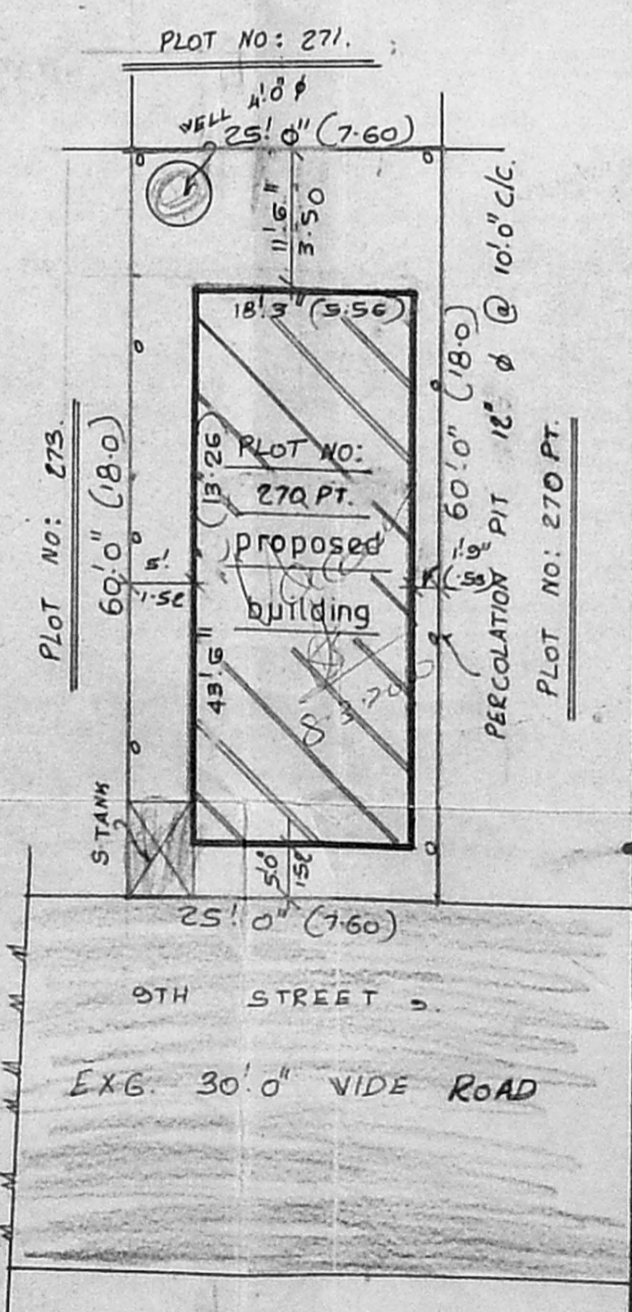 PLOT NO: 271.
4'.0" φ
WELL
25'.0" (7.60)
11'.6"
3.50
18'.3" (5.56)
PLOT NO: 273.
60'.0" (18.0)
(13.26)
43'.6"
PLOT NO:
270 PT.
proposed
building
5'.
1.52
1'.9"
(.53)
60'.0" (18.0)
PERCOLATION PIT 12" φ @ 10'.0" c/c.
PLOT NO: 270 PT.
S.TANK
5'.0"
1.52
25'.0" (7.60)
9TH STREET
EXG. 30'.0" WIDE ROAD